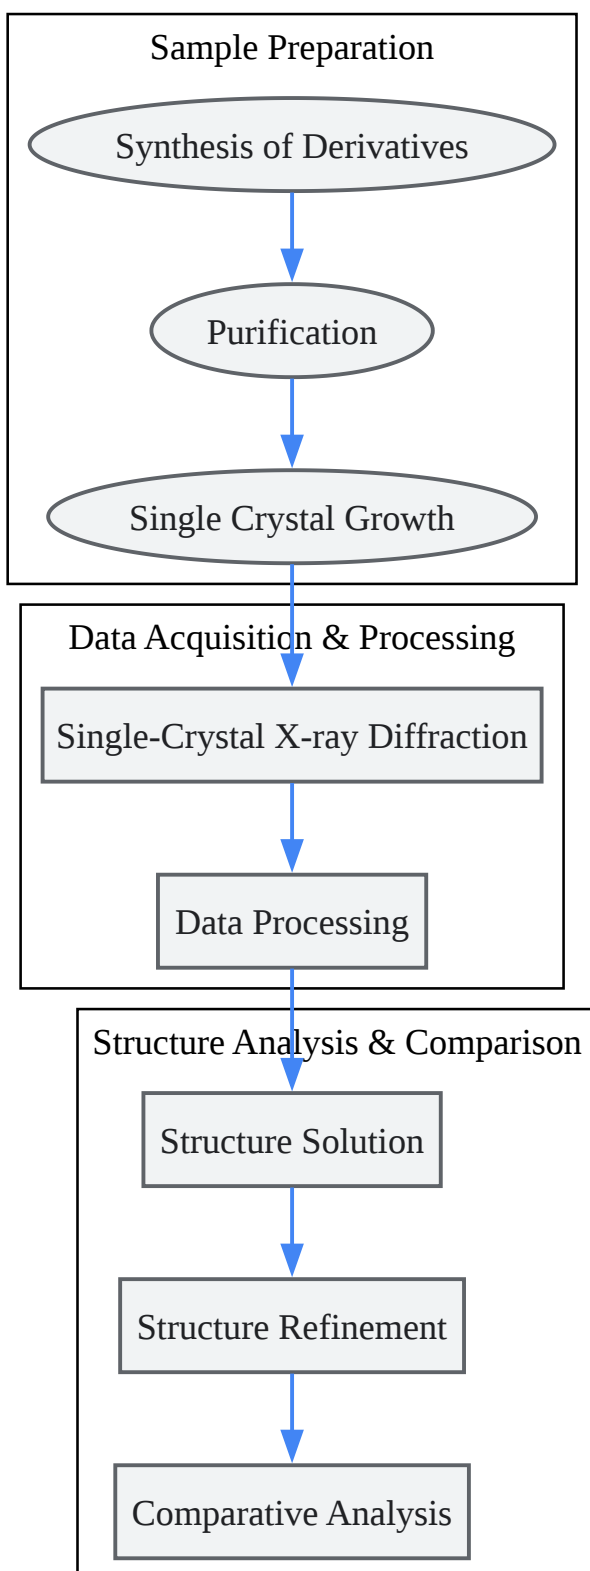 Sample Preparation
Synthesis of Derivatives
Purification
Single Crystal Growth
Data Acquisition & Processing
Single-Crystal X-ray Diffraction
Data Processing
Structure Analysis & Comparison
Structure Solution
Structure Refinement
Comparative Analysis